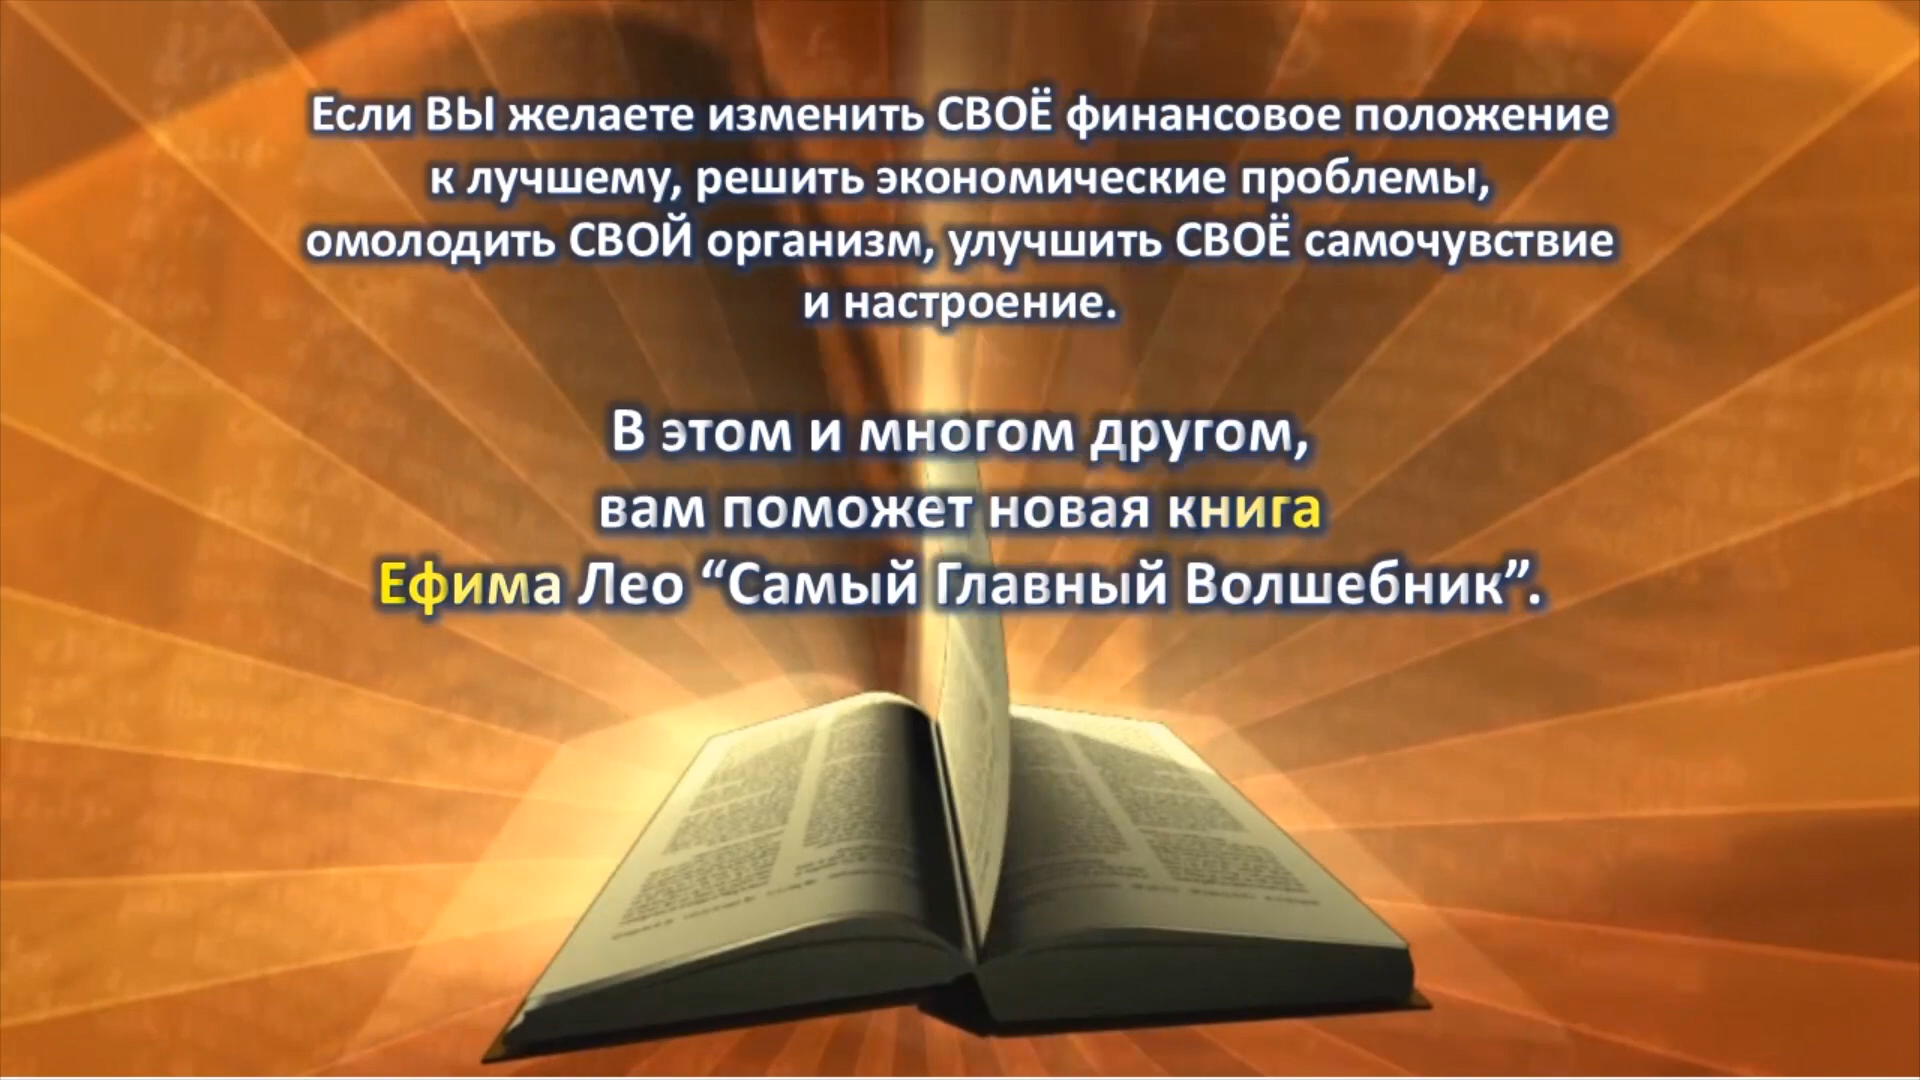 Если ВЫ желаете изменить СВОЁ финансовое положение
к лучшему, решить экономические проблемы,
омолодить СВОЙ организм, улучшить СВОЁ самочувствие
и настроение.
В этом и многом другом,
вам поможет новая книга
Ефима Лео “Самый Главный Волшебник”.